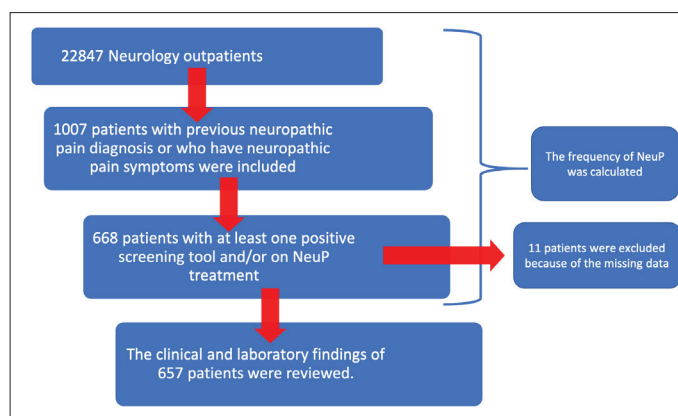 22847 Neurology outpatients
1007 patients with previous neuropathic
pain diagnosis or who have neuropathic
pain symptoms were included
The frequency of NeuP
was calculated
668 patients with at least one positive
screening tool and/or on NeuP
treatment
11 patients were excluded
because of the missing data
The clinical and laboratory findings of
657 patients were reviewed.